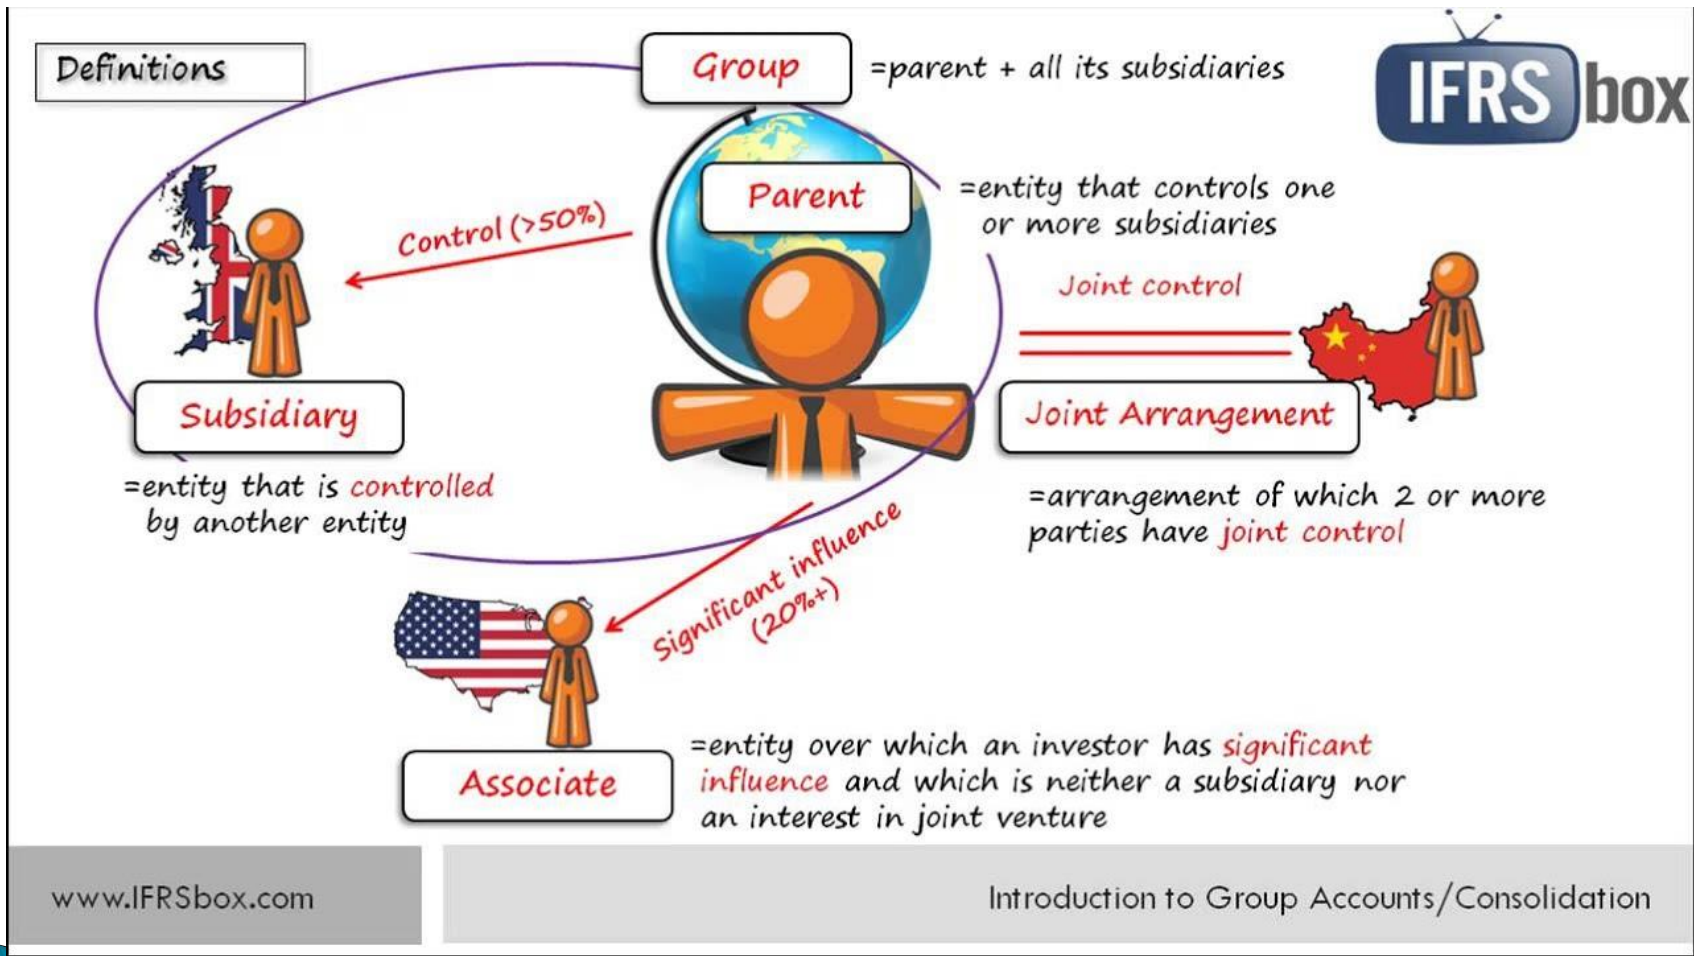 Definitions
Group
=parent + all its subsidiaries
IFRS box
Parent
=entity that controls one
or more subsidiaries
Control (>50%)
Joint control
Subsidiary
=entity that is controlled
by another entity
Joint Arrangement
=arrangement of which 2 or more
parties have joint control
Significant influence
(20%+)
Associate
=entity over which an investor has significant
influence and which is neither a subsidiary nor
an interest in joint venture
www.IFRSbox.com
Introduction to Group Accounts/Consolidation